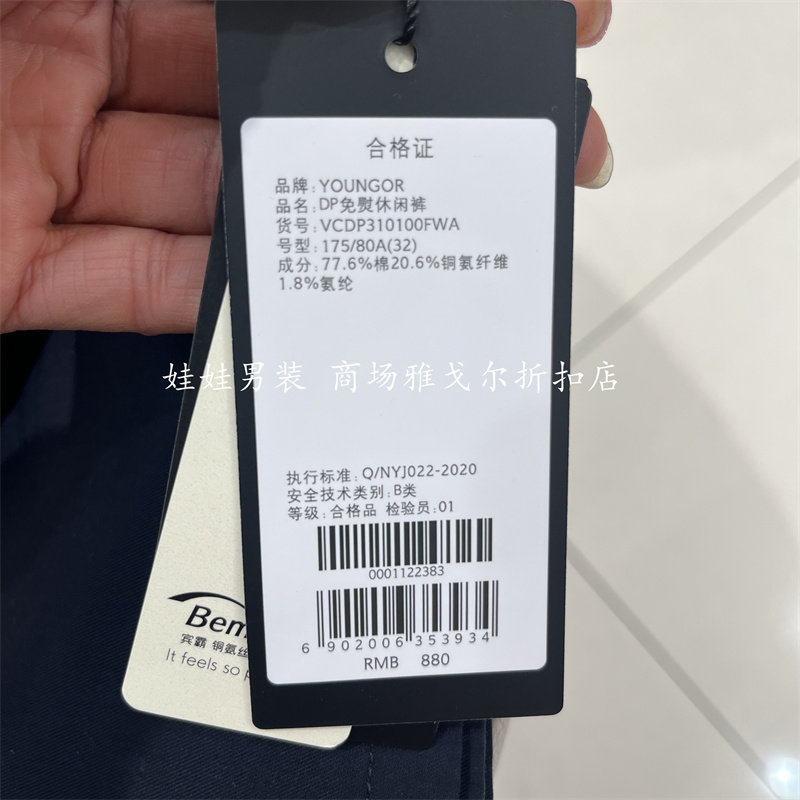 合格证
品牌:YOUNGOR
品名:DP免熨休闲裤
货号:VCDP310100FWA
号型:175/80A(32)
成分:77.6%棉20.6%铜氨纤维
1.8%氨纶
娃娃男装 商场雅戈尔折扣店
执行标准:Q/NYJ022-2020
安全技术类别:B类
等级:合格品 检验员:01
0001122383
6 902006 353934
RMB 880
宾霸 铜氨丝
It feels so